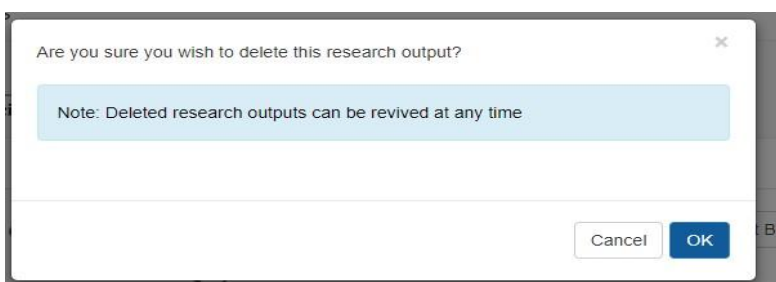 Are you sure you wish to delete this research output?
×
Note: Deleted research outputs can be revived at any time
Cancel OK